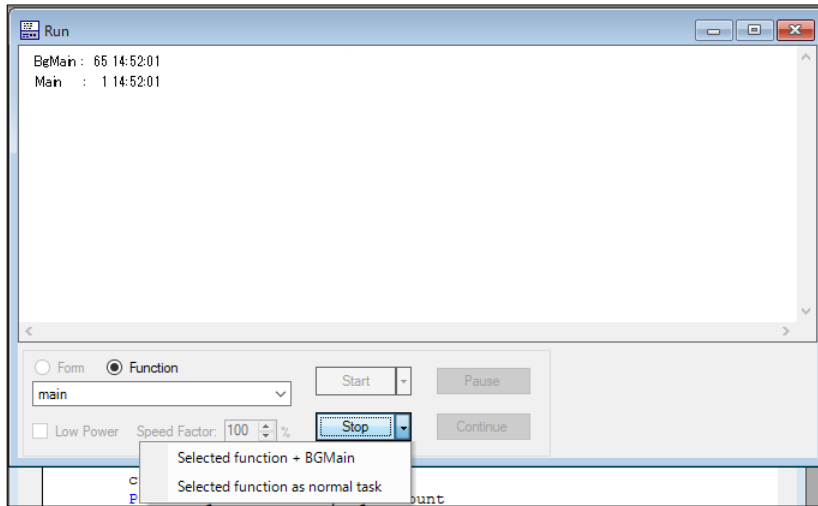 Run
BgMain : 65 14:52:01
Main : 1 14:52:01
Form Function
main
Start Pause
Low Power Speed Factor: 100 %
Stop Continue
Selected function + BGMain
Selected function as normal task